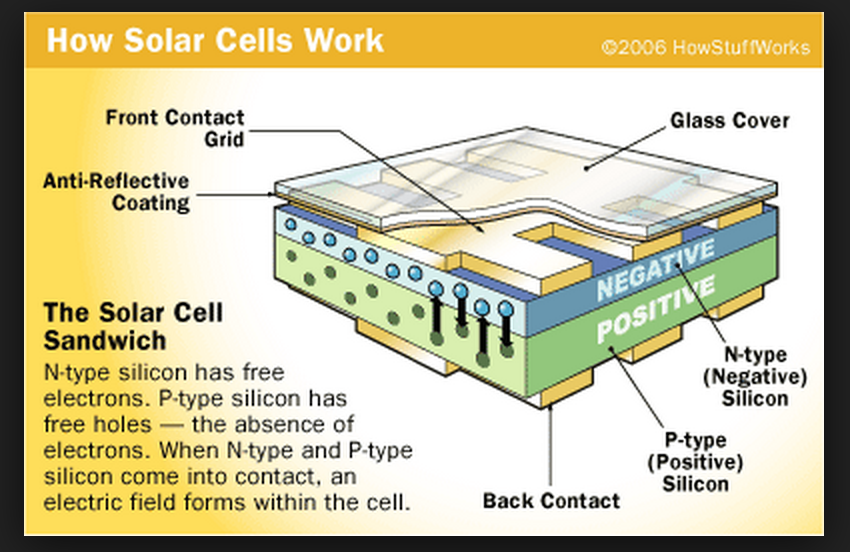 How Solar Cells Work
©2006 HowStuffWorks
Front Contact
Grid
Glass Cover
Anti-Reflective
Coating
NEGATIVE
POSITIVE
The Solar Cell
Sandwich
N-type silicon has free
electrons. P-type silicon has
free holes — the absence of
electrons. When N-type and P-type
silicon come into contact, an
electric field forms within the cell.
N-type
(Negative)
Silicon
P-type
(Positive)
Silicon
Back Contact